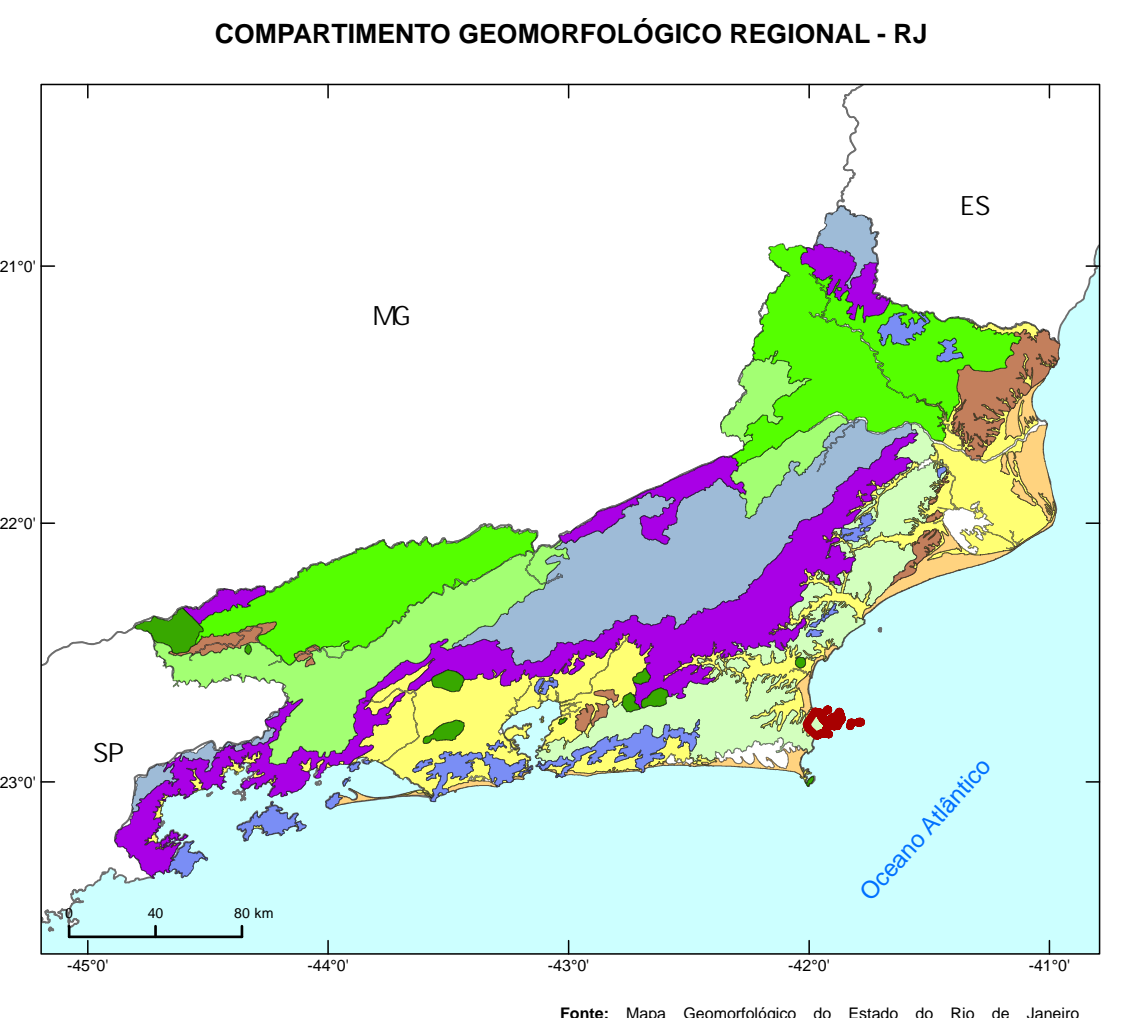 COMPARTIMENTO GEOMORFOLÓGICO REGIONAL - RJ
ES
21°0'
MG
22°0'
SP
23°0'
Oceano Atlântico
0 40 80 km
-45°0' -44°0' -43°0' -42°0' -41°0'
Fonte: Mapa Geomorfológico do Estado do Rio de Janeiro